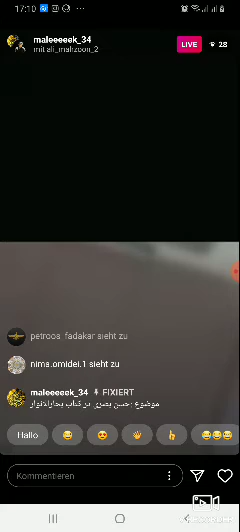 17:10
maleeeeek_34
mit ali_mahzoon_2
LIVE
28
petroos_fadakar sieht zu
nima.omidei.1 sieht zu
maleeeeek_34 FIXIERT
موضوع :حسن بصری در کتاب بحارالانوار
Hallo
Kommentieren